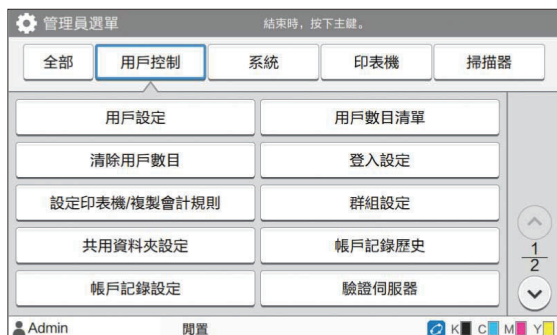 管理員選單 結束時，按下主鍵。
全部 用戶控制 系統 印表機 掃描器
用戶設定 用戶數目清單
清除用戶數目 登入設定
設定印表機/複製會計規則 群組設定
共用資料夾設定 帳戶記錄歷史
1
2
帳戶記錄設定 驗證伺服器
Admin 閒置 K C M Y